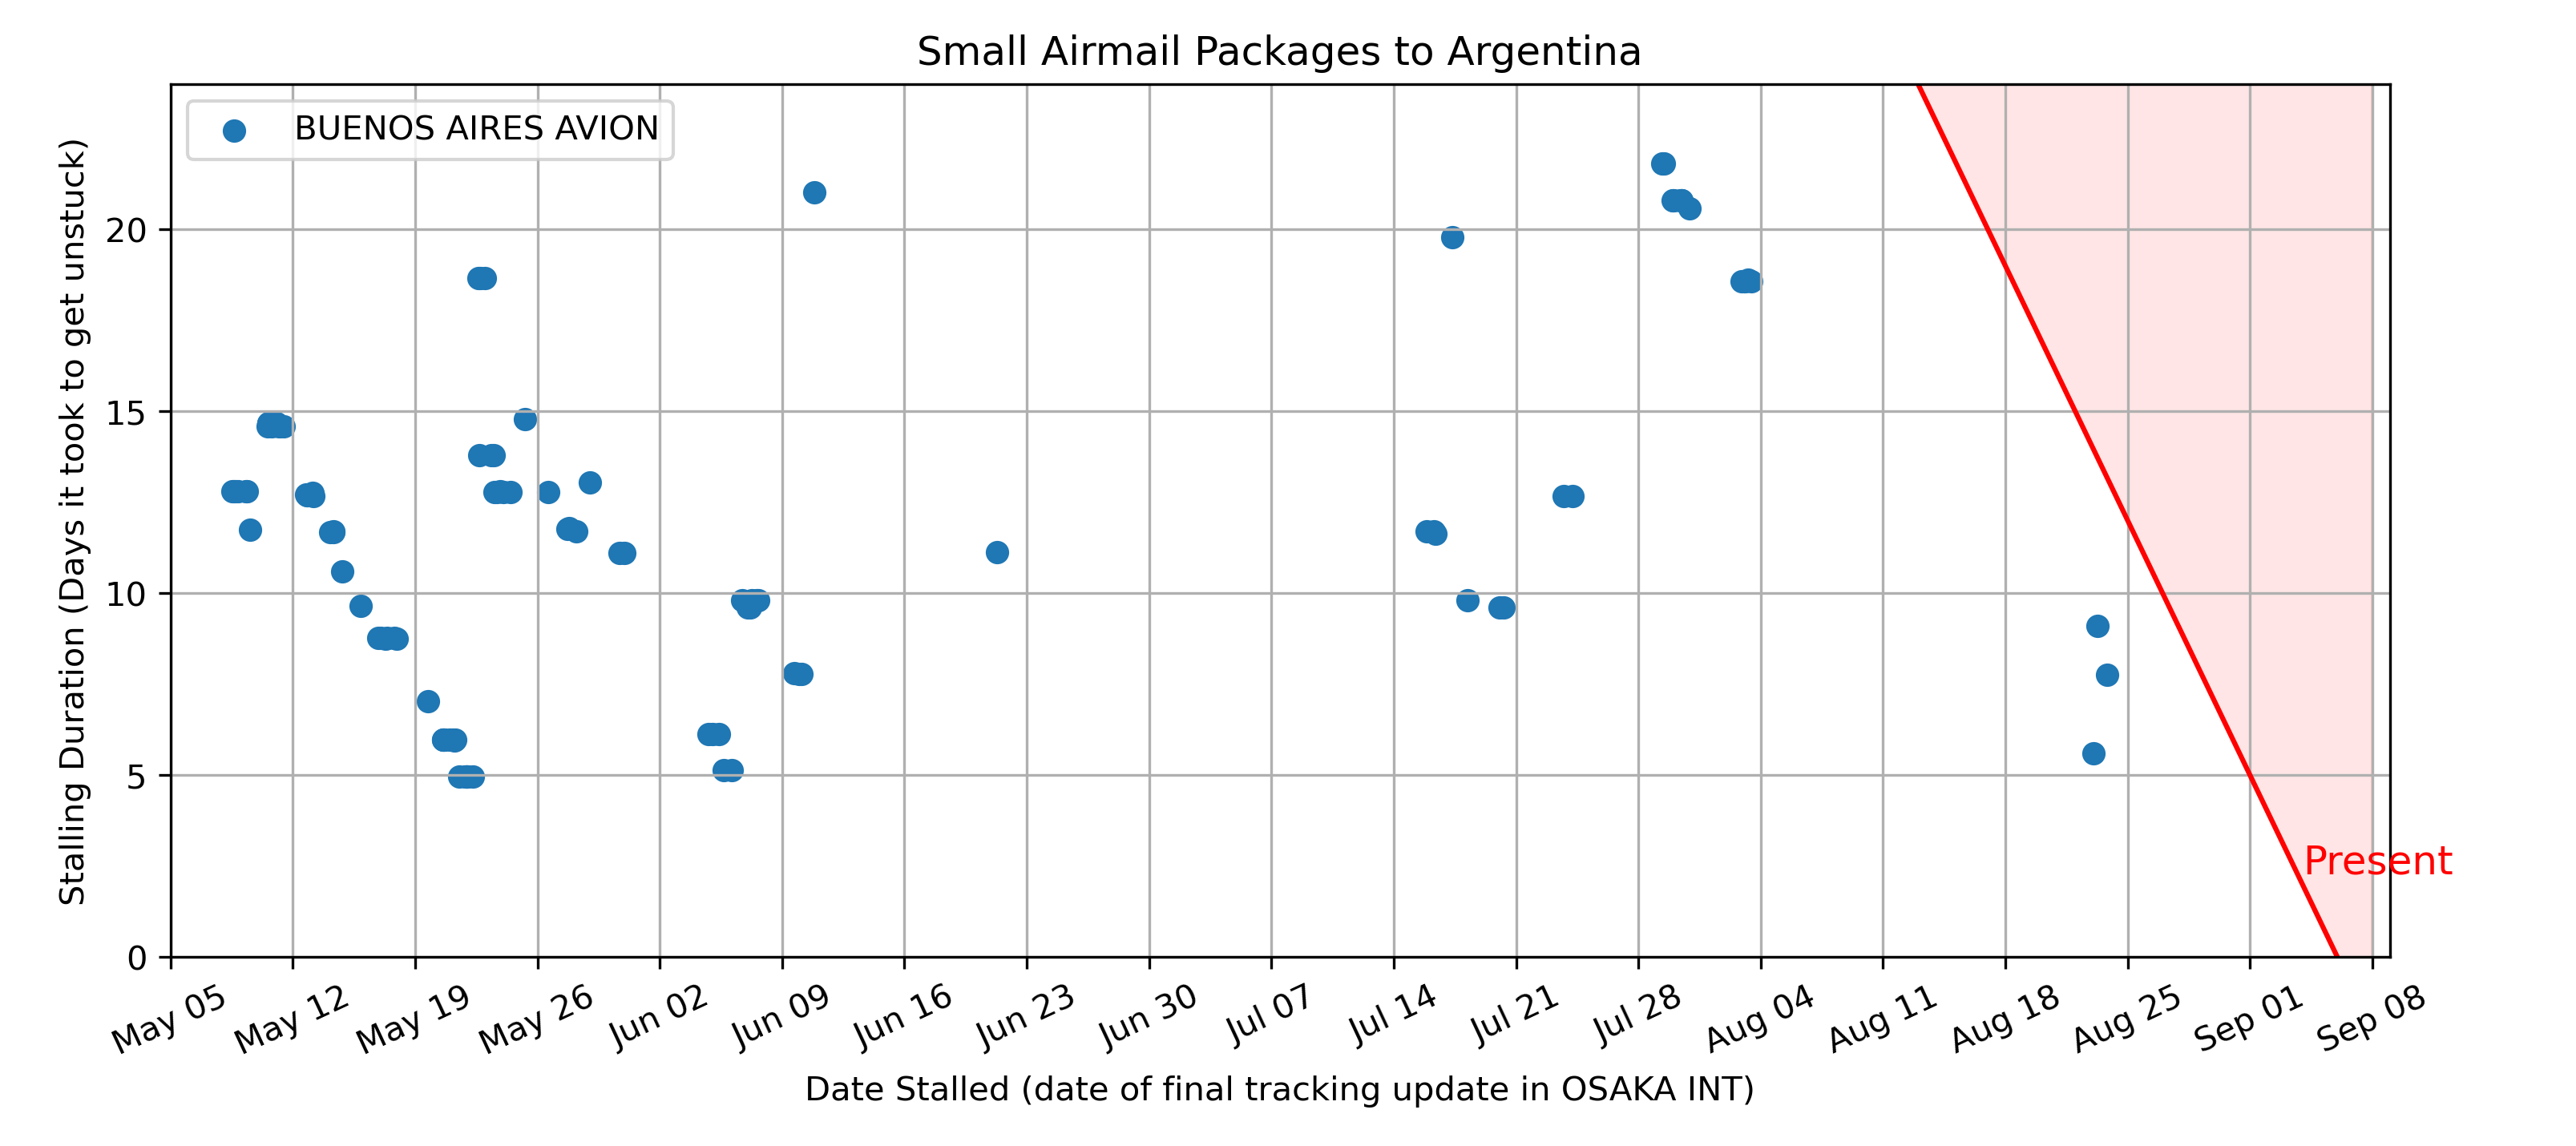 Small Airmail Packages to Argentina
BUENOS AIRES AVION
Stalling Duration (Days it took to get unstuck)
20
15
10
5
0
Present
May 05
May 12
May 19
May 26
Jun 02
Jun 09
Jun 16
Jun 23
Jun 30
Jul 07
Jul 14
Jul 21
Jul 28
Aug 04
Aug 11
Aug 18
Aug 25
Sep 01
Sep 08
Date Stalled (date of final tracking update in OSAKA INT)